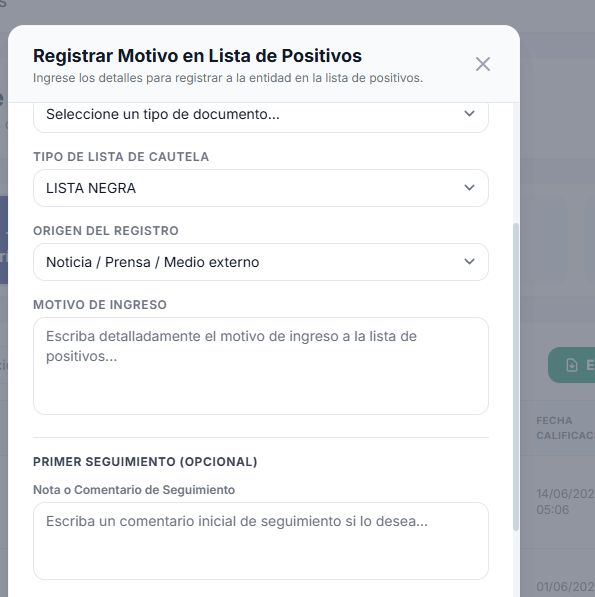 Registrar Motivo en Lista de Positivos
Ingrese los detalles para registrar a la entidad en la lista de positivos.
Seleccione un tipo de documento...
TIPO DE LISTA DE CAUTELA
LISTA NEGRA
ORIGEN DEL REGISTRO
Noticia / Prensa / Medio externo
MOTIVO DE INGRESO
Escriba detalladamente el motivo de ingreso a la lista de
positivos...
PRIMER SEGUIMIENTO (OPCIONAL)
Nota o Comentario de Seguimiento
Escriba un comentario inicial de seguimiento si lo desea...
FECHA
14/06/202
05:06
01/06/202